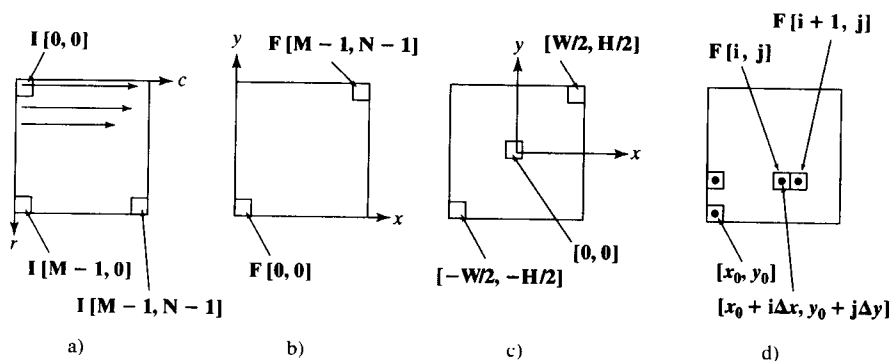 I [0, 0]
c
r
I [M − 1, 0]
I [M − 1, N − 1]
a)
y
F [M − 1, N − 1]
x
F [0, 0]
b)
y
[W/2, H/2]
x
[0, 0]
[−W/2, −H/2]
c)
F [i + 1, j]
F [i, j]
[x₀, y₀]
[x₀ + iΔx, y₀ + jΔy]
d)